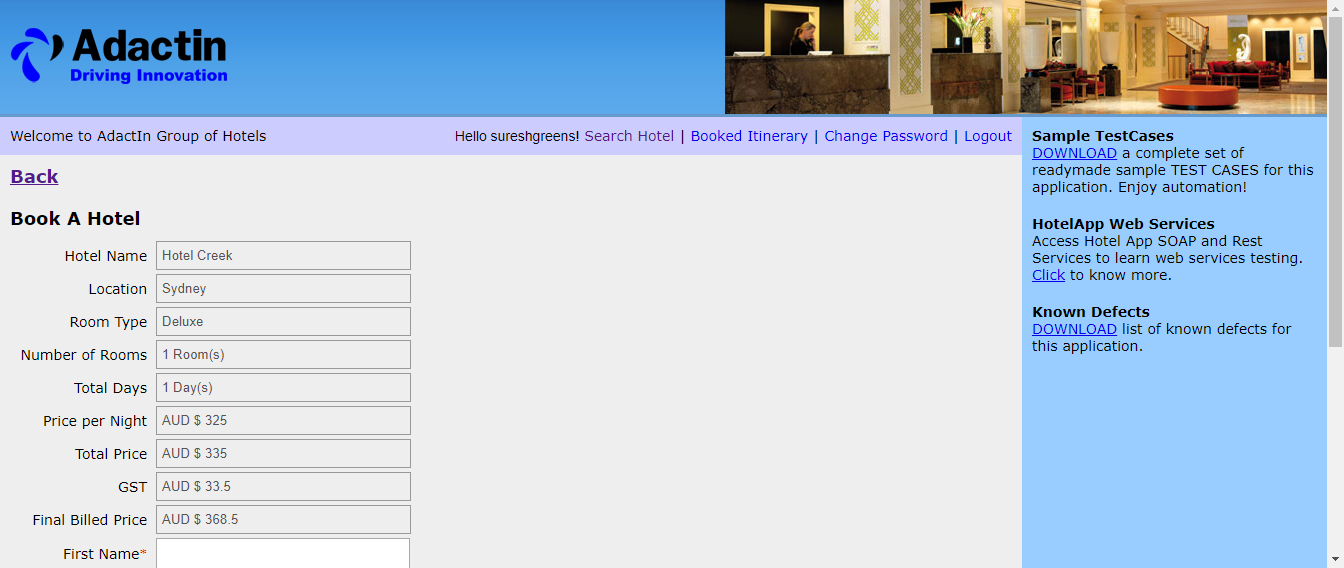 Adactin
Driving Innovation
Welcome to AdactIn Group of Hotels
Hello sureshgreens! Search Hotel | Booked Itinerary | Change Password | Logout
Back
Book A Hotel
Hotel Name Hotel Creek
Location Sydney
Room Type Deluxe
Number of Rooms 1 Room(s)
Total Days 1 Day(s)
Price per Night AUD $ 325
Total Price AUD $ 335
GST AUD $ 33.5
Final Billed Price AUD $ 368.5
First Name*
Sample TestCases
DOWNLOAD a complete set of
readymade sample TEST CASES for this
application. Enjoy automation!
HotelApp Web Services
Access Hotel App SOAP and Rest
Services to learn web services testing.
Click to know more.
Known Defects
DOWNLOAD list of known defects for
this application.